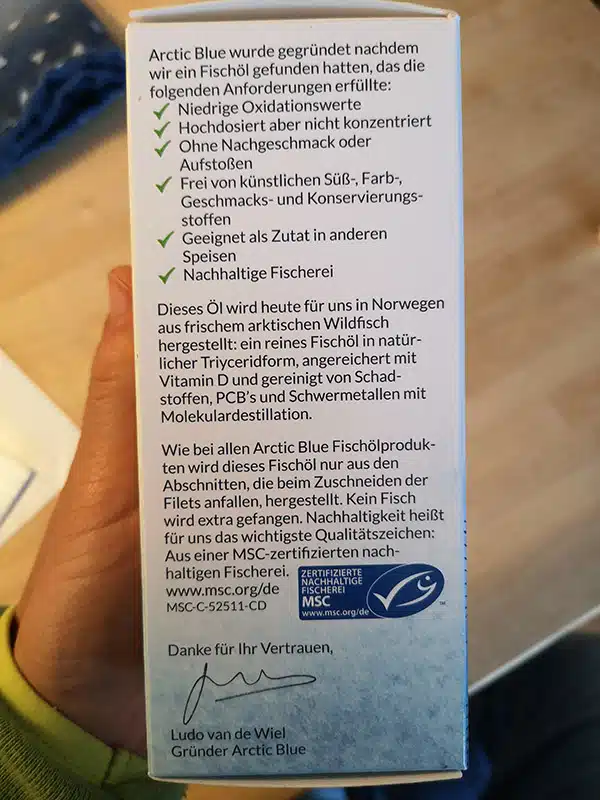 Arctic Blue wurde gegründet nachdem
wir ein Fischöl gefunden hatten, das die
folgenden Anforderungen erfüllte:
✓ Niedrige Oxidationswerte
✓ Hochdosiert aber nicht konzentriert
✓ Ohne Nachgeschmack oder
Aufstoßen
✓ Frei von künstlichen Süß-, Farb-,
Geschmacks- und Konservierungs-
stoffen
✓ Geeignet als Zutat in anderen
Speisen
✓ Nachhaltige Fischerei
Dieses Öl wird heute für uns in Norwegen
aus frischem arktischen Wildfisch
hergestellt: ein reines Fischöl in natür-
licher Triyceridform, angereichert mit
Vitamin D und gereinigt von Schad-
stoffen, PCB's und Schwermetallen mit
Molekulardestillation.
Wie bei allen Arctic Blue Fischölproduk-
ten wird dieses Fischöl nur aus den
Abschnitten, die beim Zuschneiden der
Filets anfallen, hergestellt. Kein Fisch
wird extra gefangen. Nachhaltigkeit heißt
für uns das wichtigste Qualitätszeichen:
Aus einer MSC-zertifizierten nach-
haltigen Fischerei.
www.msc.org/de
MSC-C-52511-CD
ZERTIFIZIERTE
NACHHALTIGE
FISCHEREI
MSC
www.msc.org/de
TM
Danke für Ihr Vertrauen,
Ludo van de Wiel
Gründer Arctic Blue